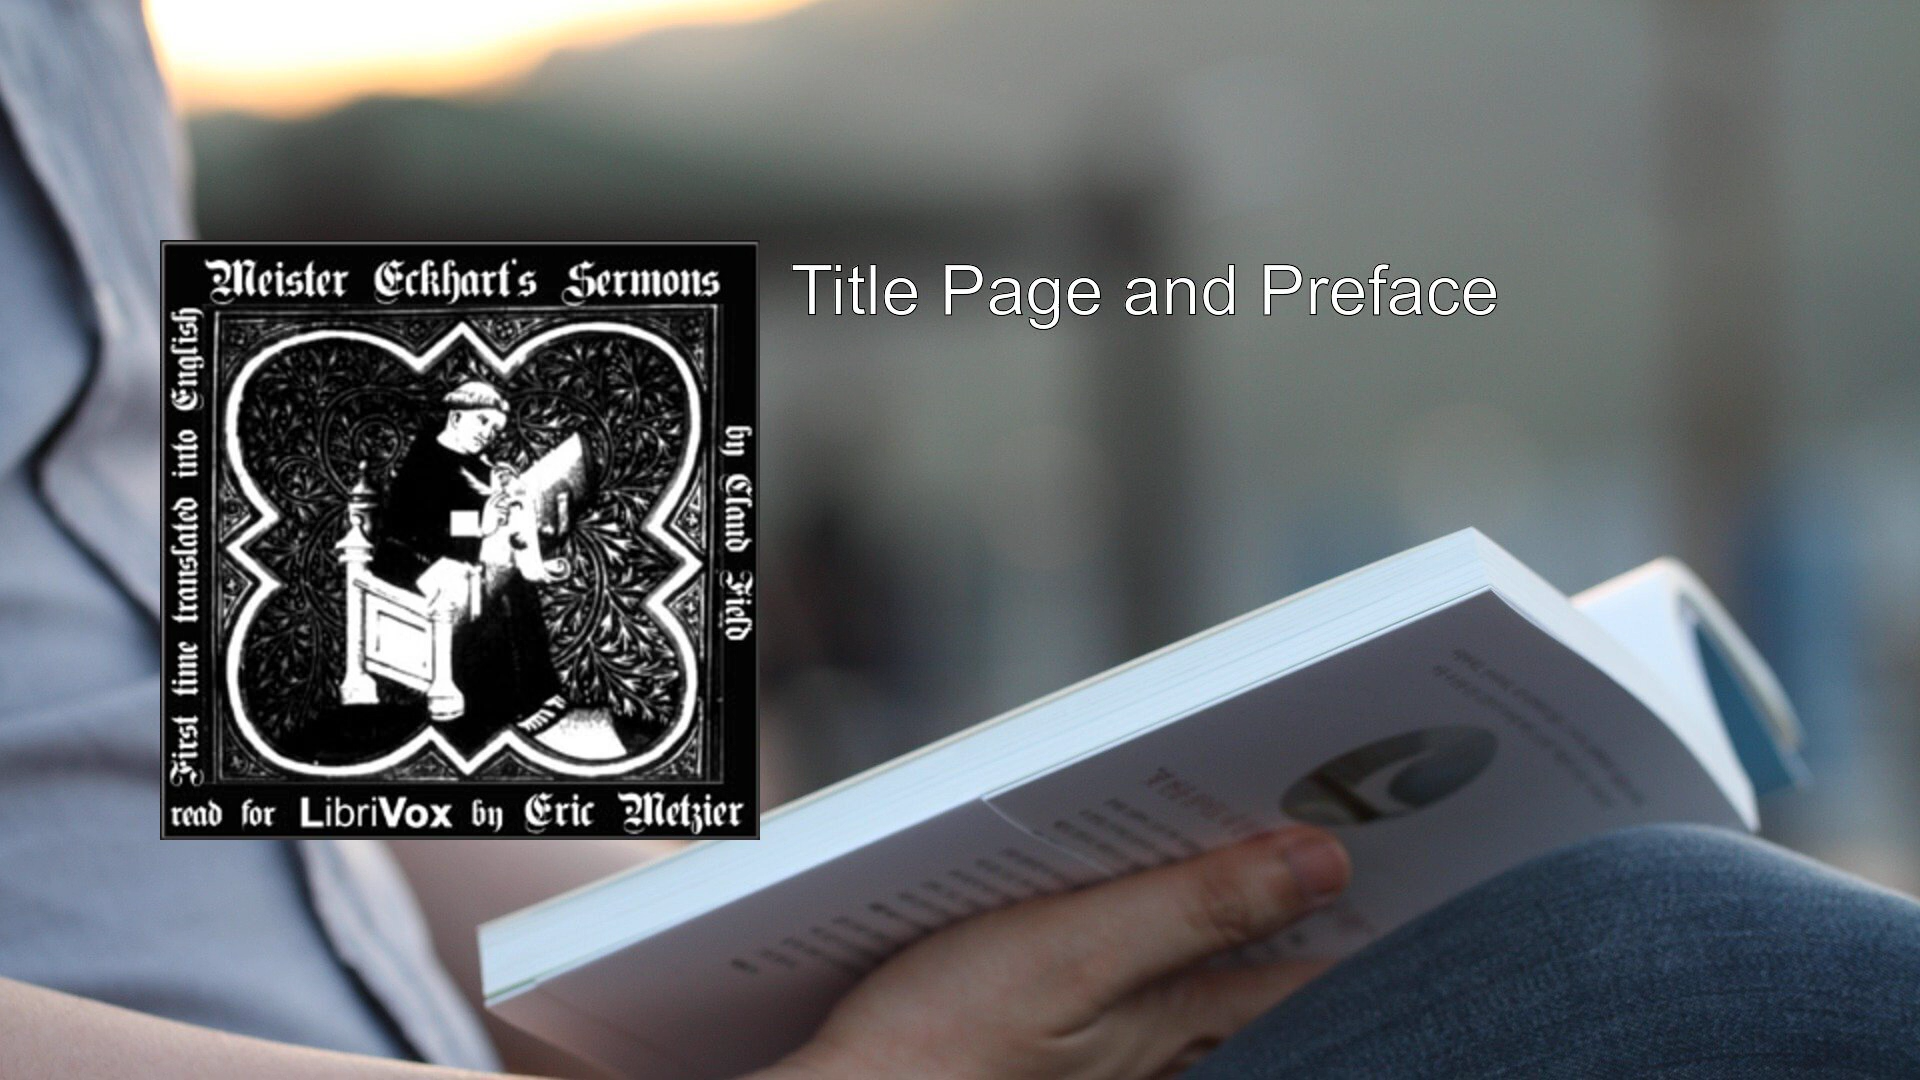 Meister Eckhart's Sermons
First time translated into English
by Claud Field
read for LibriVox by Eric Metzier
Title Page and Preface